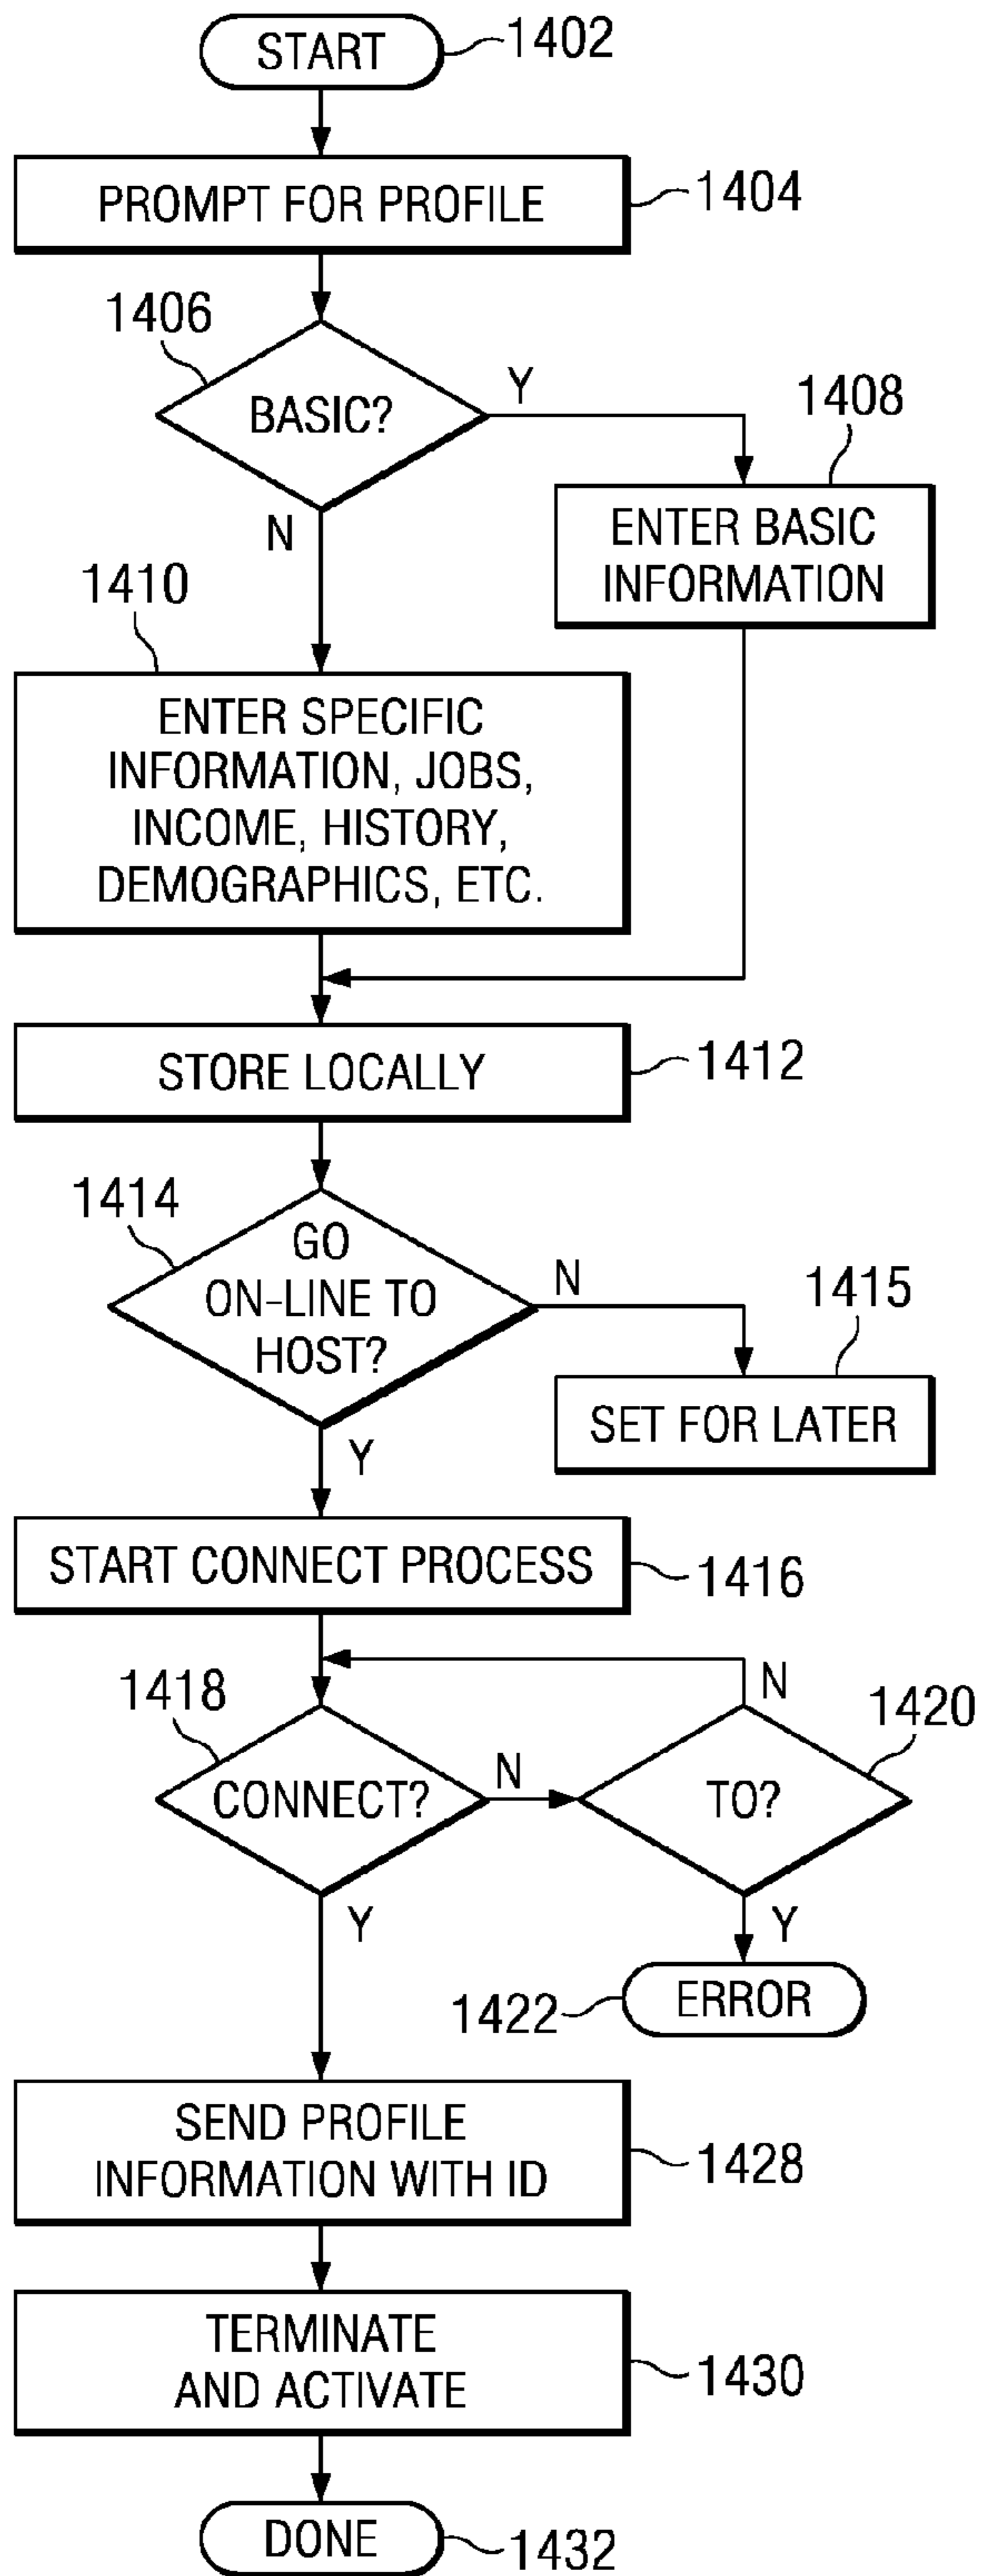 START
1402
PROMPT FOR PROFILE
1404
1406
BASIC?
Y
N
1408
ENTER BASIC
INFORMATION
1410
ENTER SPECIFIC
INFORMATION, JOBS,
INCOME, HISTORY,
DEMOGRAPHICS, ETC.
STORE LOCALLY
1412
1414
GO
ON-LINE TO
HOST?
N
Y
1415
SET FOR LATER
START CONNECT PROCESS
1416
1418
CONNECT?
N
Y
1420
TO?
N
Y
1422
ERROR
SEND PROFILE
INFORMATION WITH ID
1428
TERMINATE
AND ACTIVATE
1430
DONE
1432